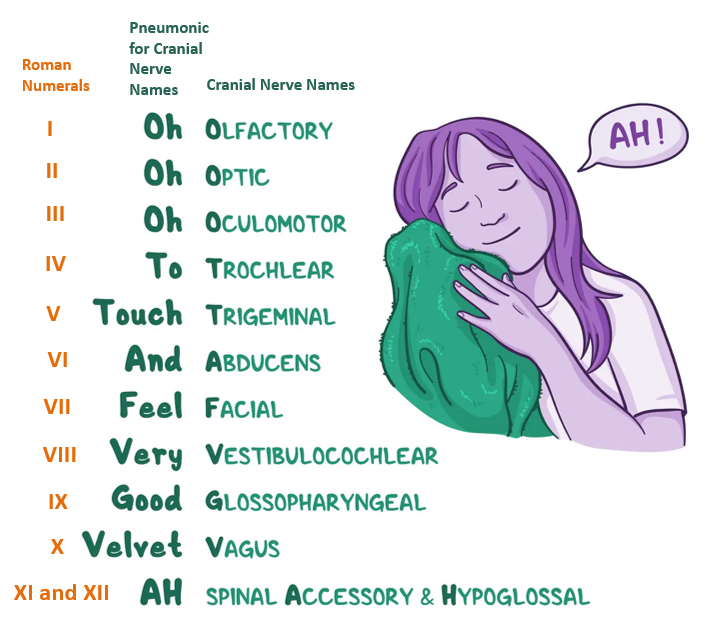 Pneumonic
for Cranial
Nerve
Names
Roman
Numerals
Cranial Nerve Names
AH!
I Oh OLFACTORY
II Oh OPTIC
III Oh OCULOMOTOR
IV To TROCHLEAR
V Touch TRIGEMINAL
VI And ABDUCENS
VII Feel FACIAL
VIII Very VESTIBULOCOCHLEAR
IX Good GLOSSOPHARYNGEAL
X Velvet VAGUS
XI and XII AH SPINAL ACCESSORY & HYPOGLOSSAL